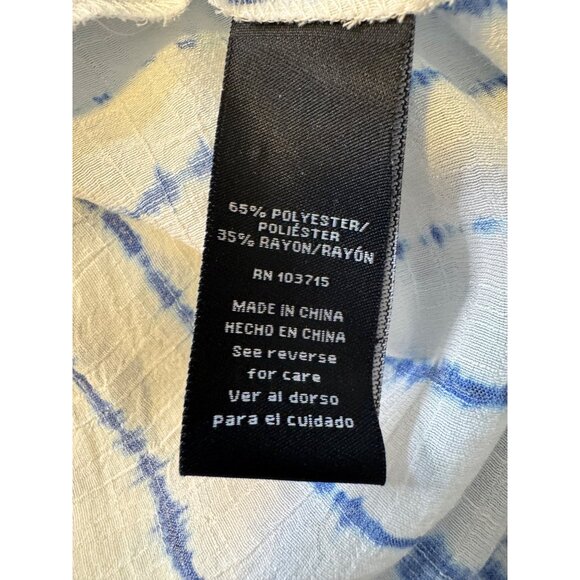 65% POLYESTER/
POLIÉSTER
35% RAYON/RAYÓN
RN 103715
MADE IN CHINA
HECHO EN CHINA
See reverse
for care
Ver al dorso
para el cuidado